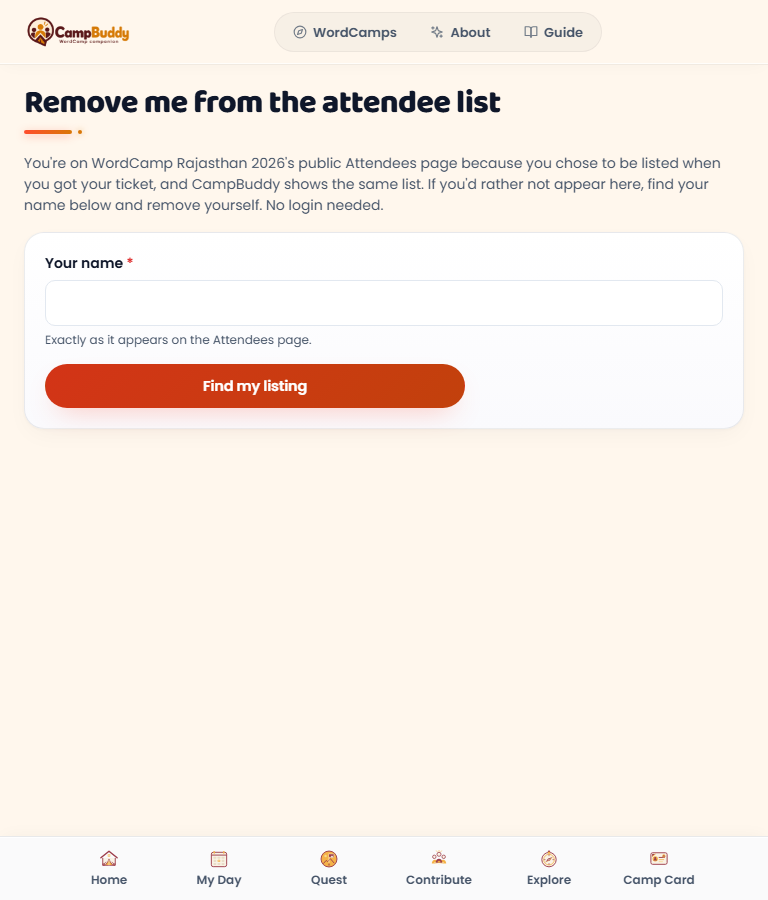 CampBuddy
WordCamp companion
WordCamps
About
Guide
Remove me from the attendee list
You're on WordCamp Rajasthan 2026's public Attendees page because you chose to be listed when
you got your ticket, and CampBuddy shows the same list. If you'd rather not appear here, find your
name below and remove yourself. No login needed.
Your name *
Exactly as it appears on the Attendees page.
Find my listing
Home
My Day
Quest
Contribute
Explore
Camp Card